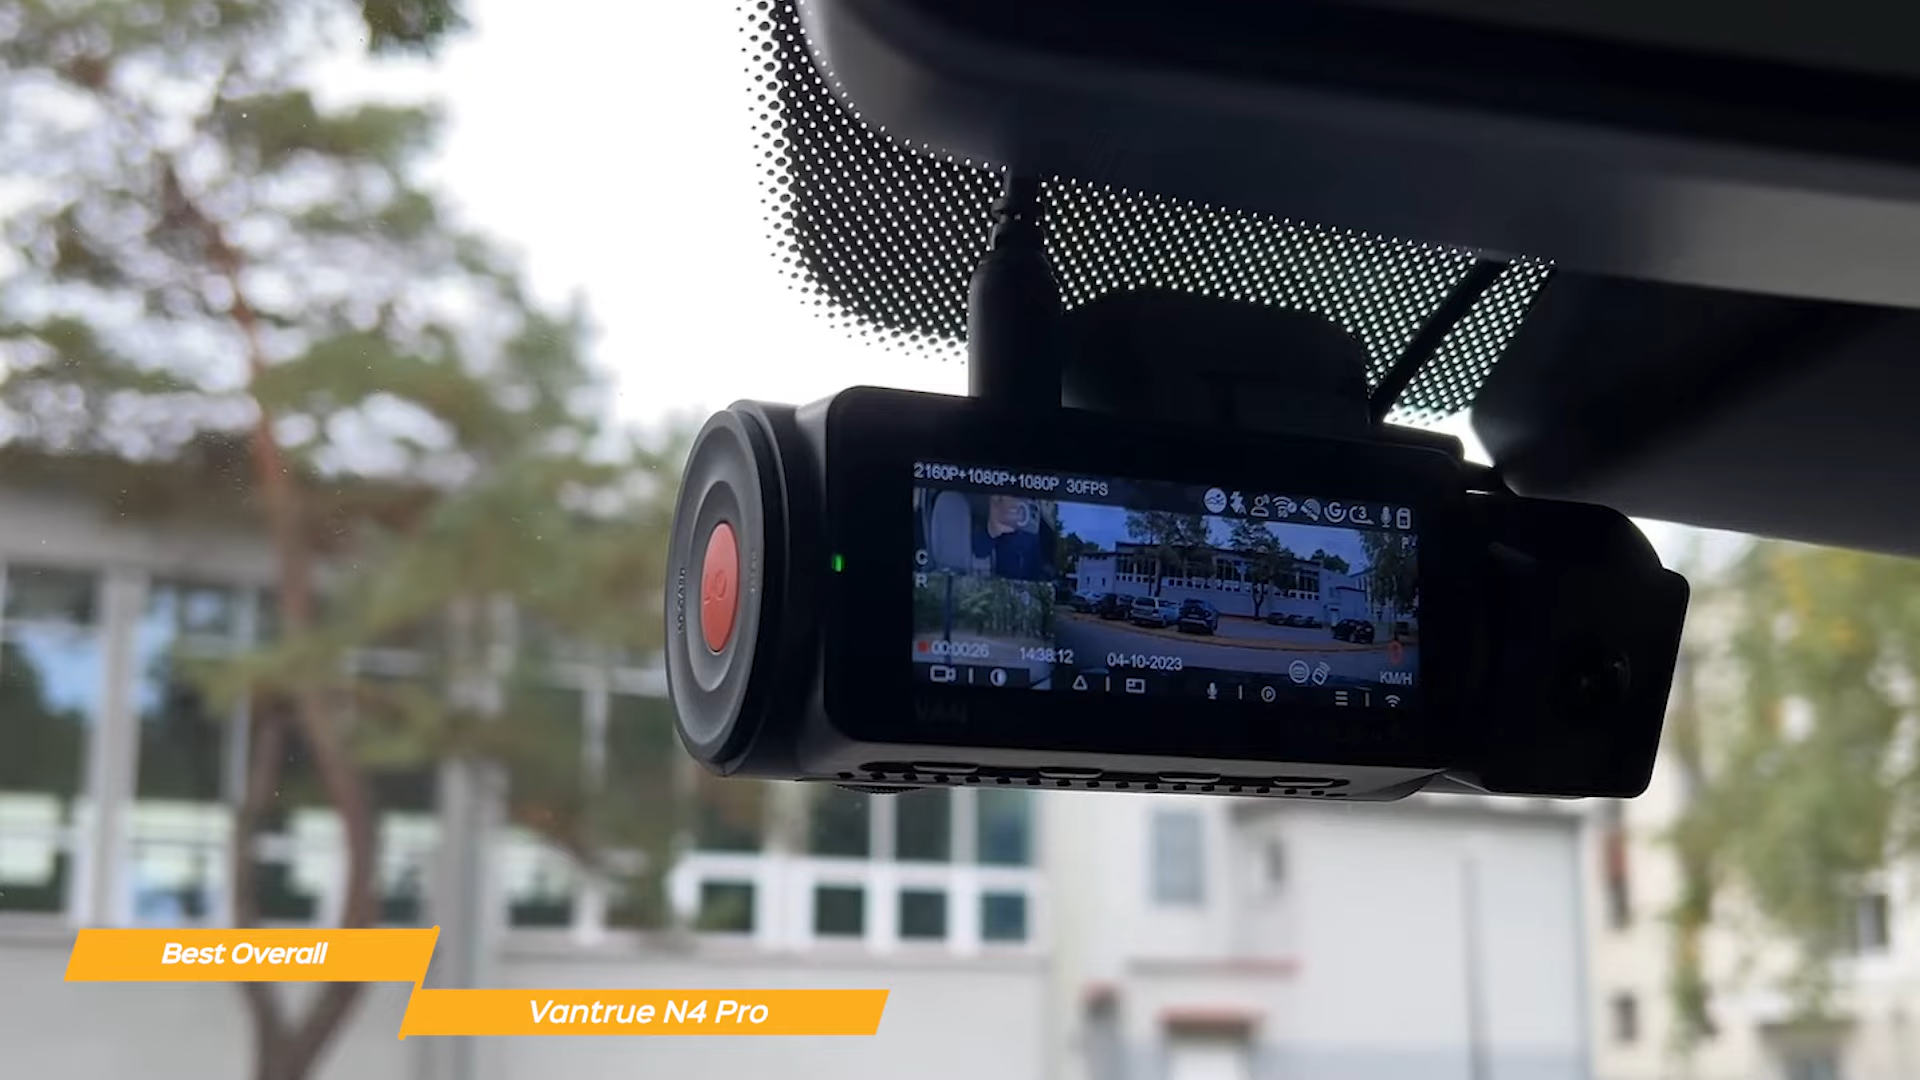 2160P+1080P+1080P 30FPS
C
R
00:00:26 14:38:12 04-10-2023 KM/H
Best Overall
Vantrue N4 Pro